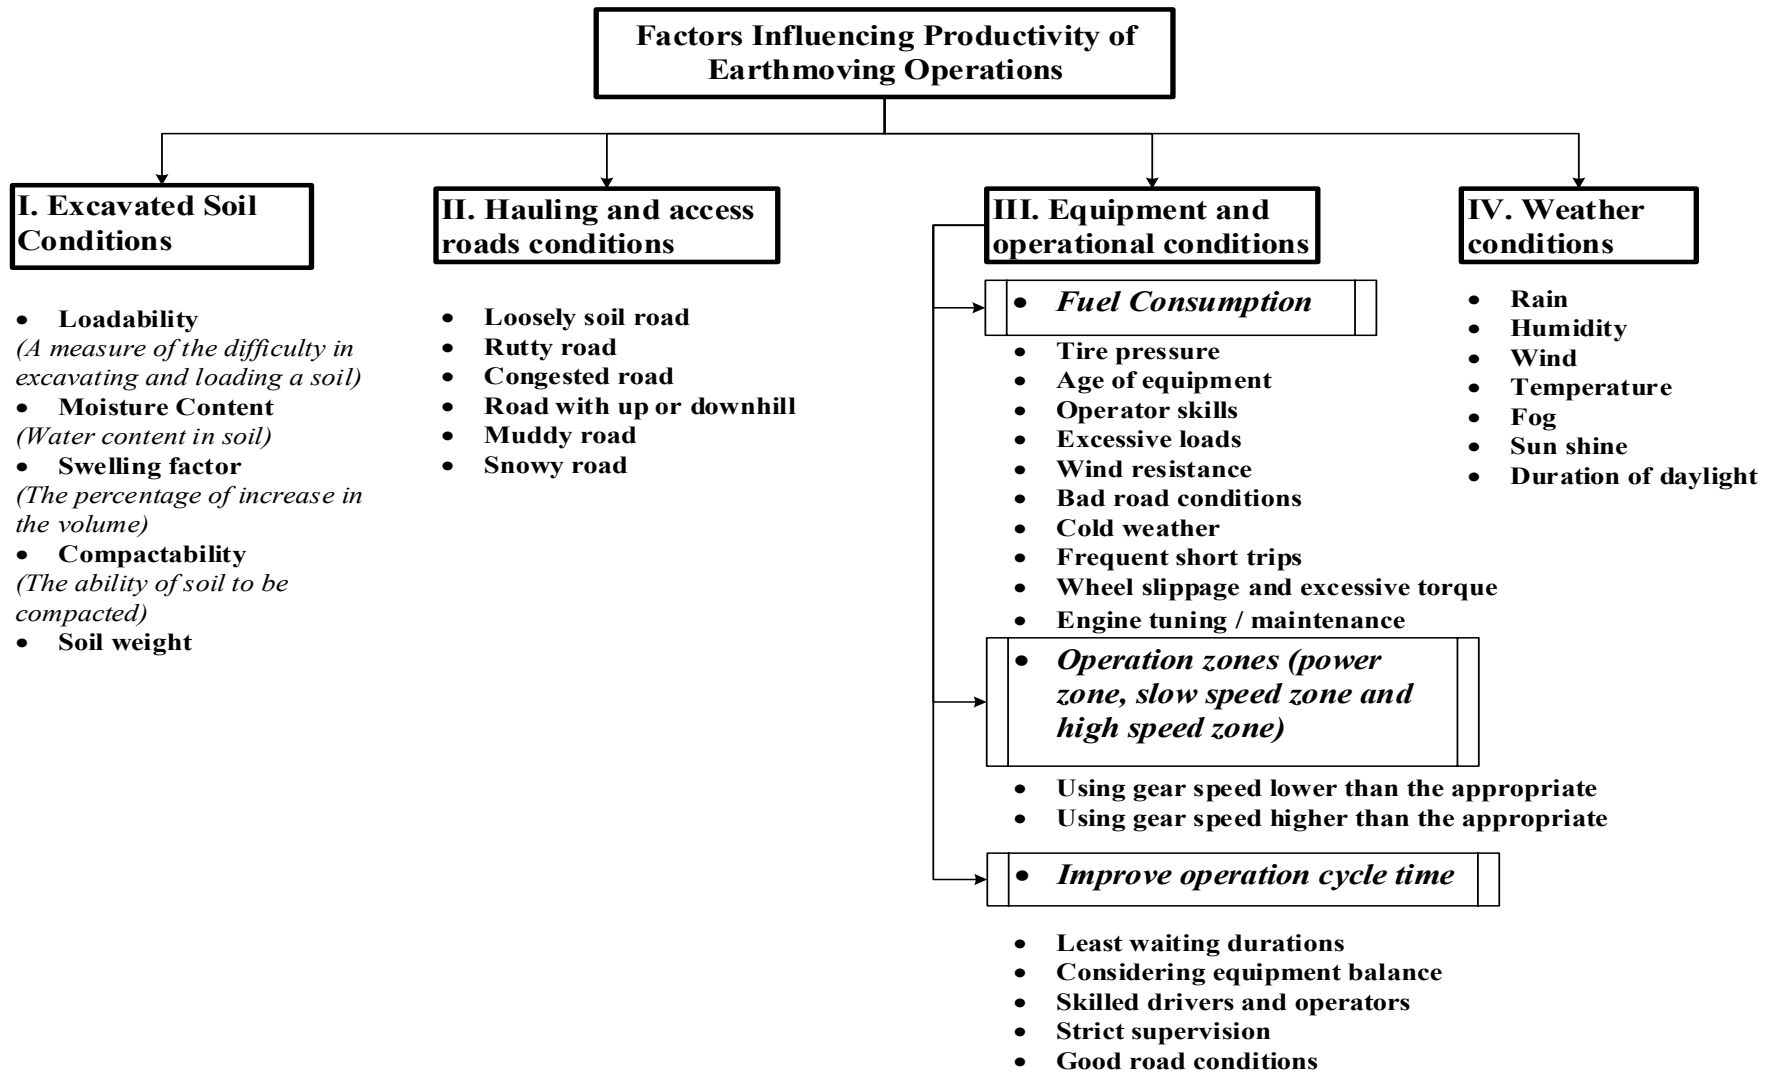 Factors Influencing Productivity of
Earthmoving Operations
I. Excavated Soil
Conditions
• Loadability
(A measure of the difficulty in
excavating and loading a soil)
• Moisture Content
(Water content in soil)
• Swelling factor
(The percentage of increase in
the volume)
• Compactability
(The ability of soil to be
compacted)
• Soil weight
II. Hauling and access
roads conditions
• Loosely soil road
• Rutty road
• Congested road
• Road with up or downhill
• Muddy road
• Snowy road
III. Equipment and
operational conditions
• Fuel Consumption
• Tire pressure
• Age of equipment
• Operator skills
• Excessive loads
• Wind resistance
• Bad road conditions
• Cold weather
• Frequent short trips
• Wheel slippage and excessive torque
• Engine tuning / maintenance
• Operation zones (power
zone, slow speed zone and
high speed zone)
• Using gear speed lower than the appropriate
• Using gear speed higher than the appropriate
• Improve operation cycle time
• Least waiting durations
• Considering equipment balance
• Skilled drivers and operators
• Strict supervision
• Good road conditions
IV. Weather
conditions
• Rain
• Humidity
• Wind
• Temperature
• Fog
• Sun shine
• Duration of daylight